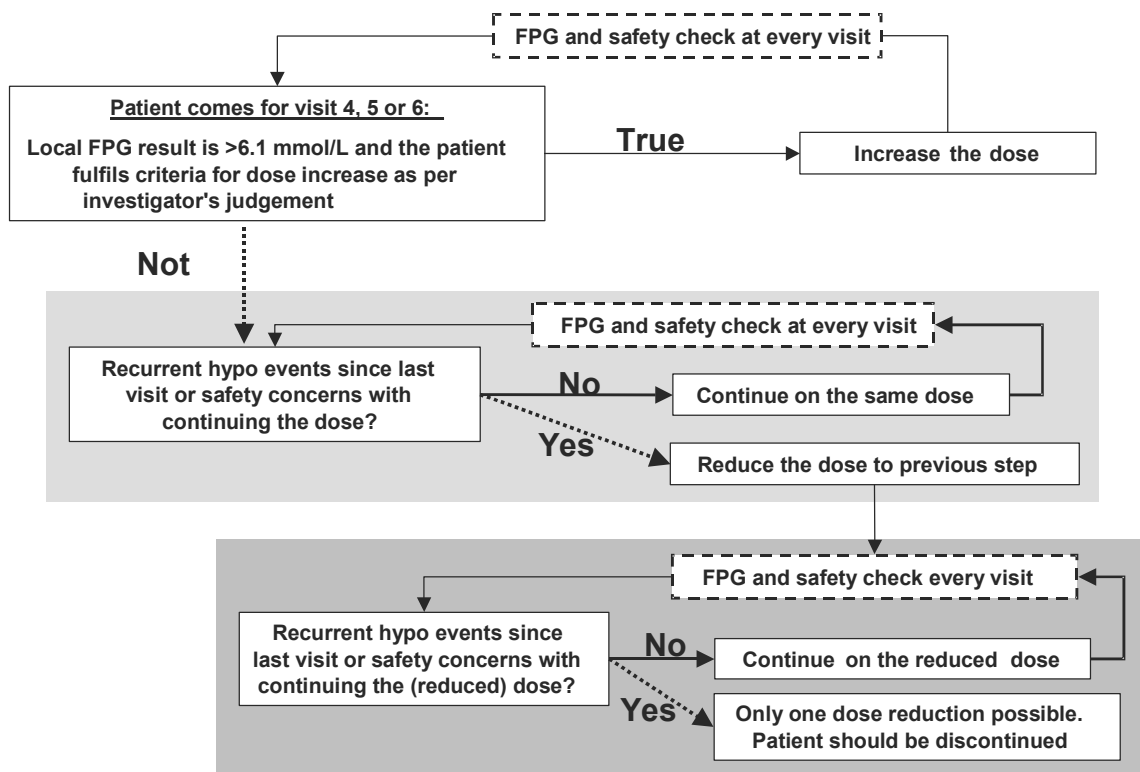 FPG and safety check at every visit
Patient comes for visit 4, 5 or 6:
Local FPG result is >6.1 mmol/L and the patient
fulfils criteria for dose increase as per
investigator's judgement
True
Increase the dose
Not
FPG and safety check at every visit
Recurrent hypo events since last
visit or safety concerns with
continuing the dose?
No
Continue on the same dose
Yes
Reduce the dose to previous step
FPG and safety check every visit
Recurrent hypo events since
last visit or safety concerns with
continuing the (reduced) dose?
No
Continue on the reduced dose
Yes
Only one dose reduction possible.
Patient should be discontinued